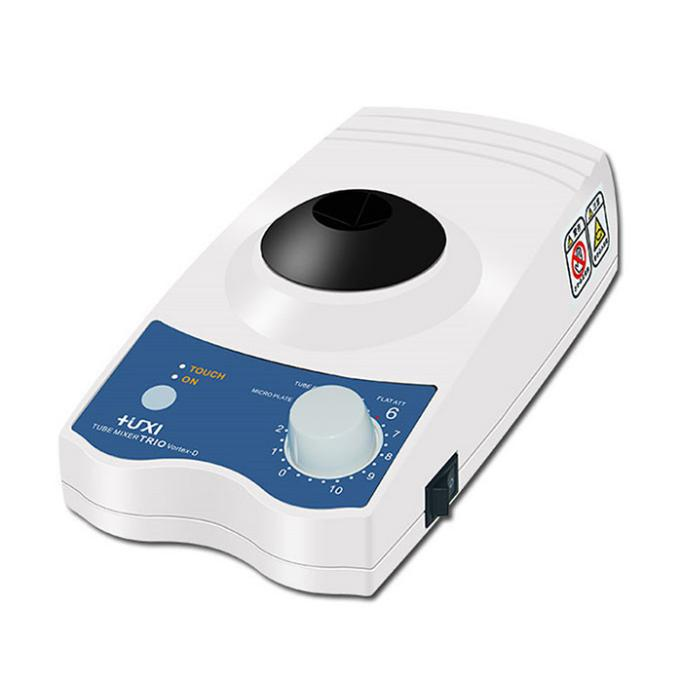 TOUCH
ON
TUXI
TUBE MIXER TRIO Vortex-D
MICRO PLATE
TUBE
FLAT ATT
6
7
8
9
10
0
1
2